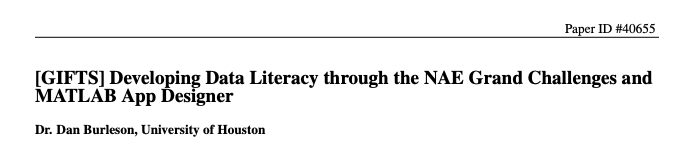 Paper ID #40655
[GIFTS] Developing Data Literacy through the NAE Grand Challenges and
MATLAB App Designer
Dr. Dan Burleson, University of Houston